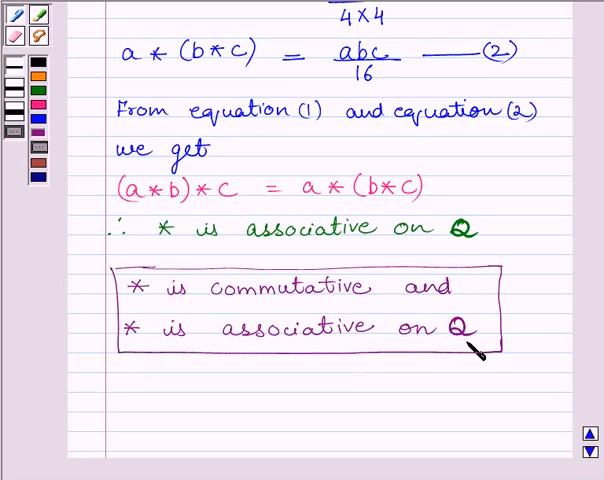 4 × 4
a * (b * c) = abc/16 —— (2)
From equation (1) and equation (2)
we get
(a * b) * c = a * (b * c)
∴ * is associative on Q
* is commutative and
* is associative on Q